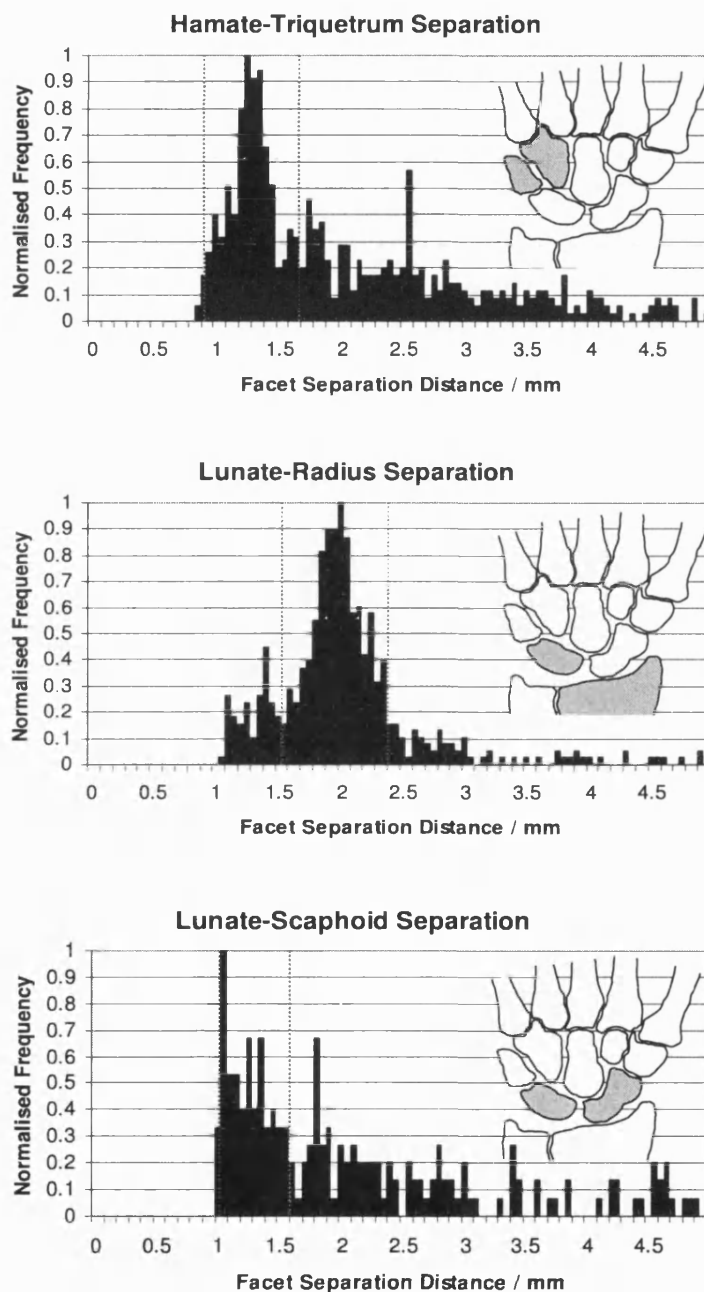 Hamate-Triquetrum Separation
Normalised Frequency
1
0.9
0.8
0.7
0.6
0.5
0.4
0.3
0.2
0.1
0
0 0.5 1 1.5 2 2.5 3 3.5 4 4.5
Facet Separation Distance / mm
Lunate-Radius Separation
Normalised Frequency
1
0.9
0.8
0.7
0.6
0.5
0.4
0.3
0.2
0.1
0
0 0.5 1 1.5 2 2.5 3 3.5 4 4.5
Facet Separation Distance / mm
Lunate-Scaphoid Separation
Normalised Frequency
1
0.9
0.8
0.7
0.6
0.5
0.4
0.3
0.2
0.1
0
0 0.5 1 1.5 2 2.5 3 3.5 4 4.5
Facet Separation Distance / mm